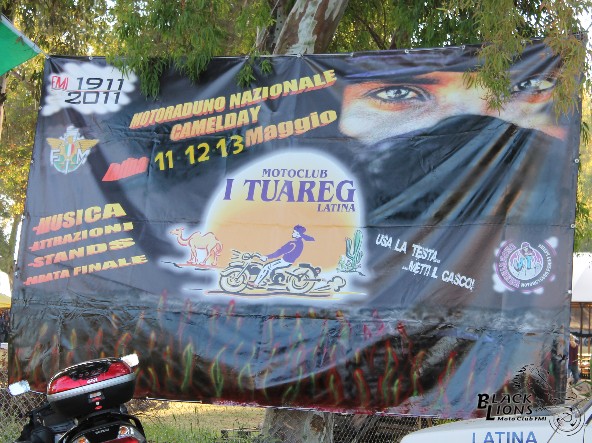 FMI 1911
2011
MOTORADUNO NAZIONALE
CAMELDAY
11 12 13 Maggio
FMI
MOTOCLUB
I TUAREG
LATINA
-MUSICA
-ATTRAZIONI
-STANDS
FINALE
USA LA TESTA..
...METTI IL CASCO!
BLACK
LIONS
Moto Club FMI
LATINA